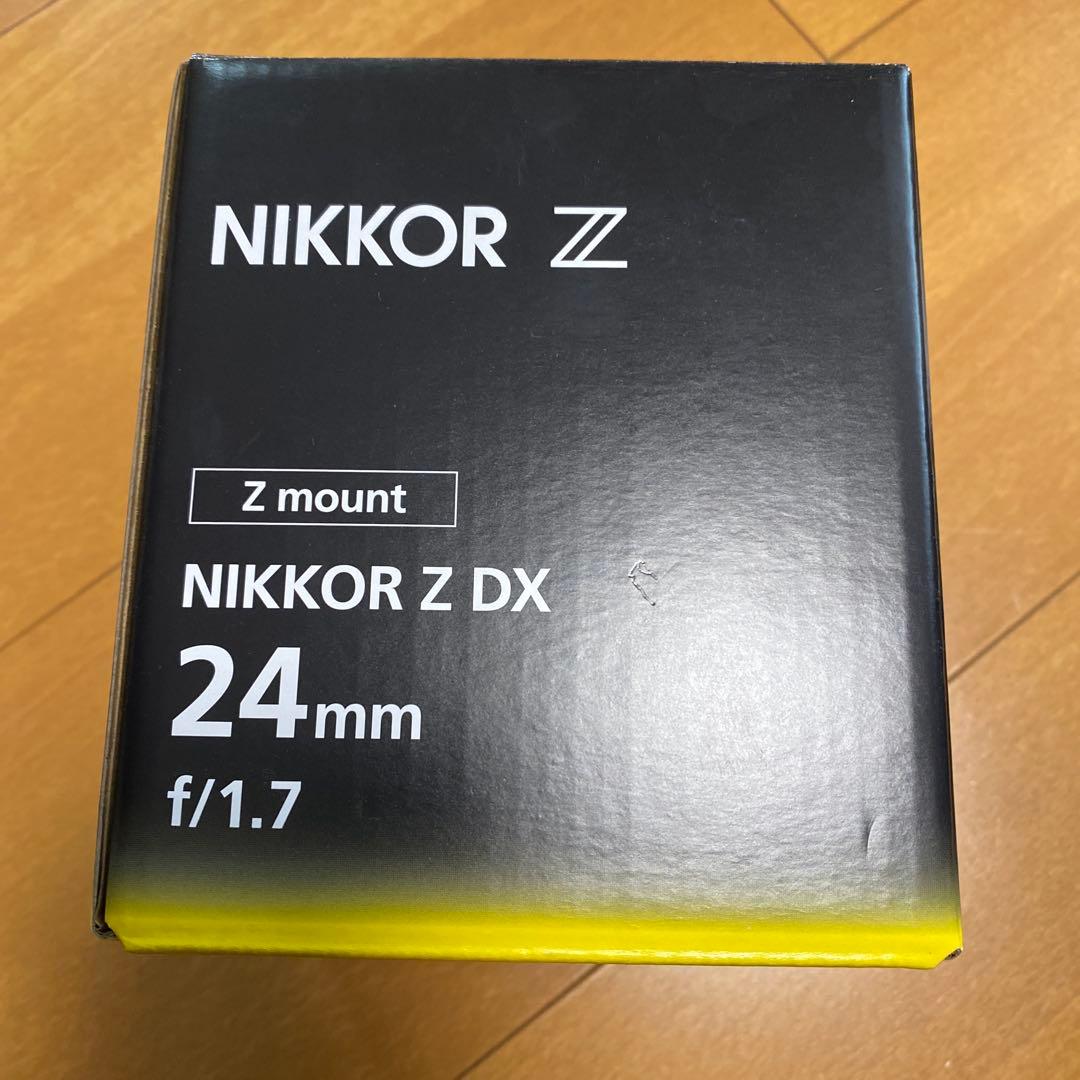 NIKKOR Z
Z mount
NIKKOR Z DX
24mm
f/1.7